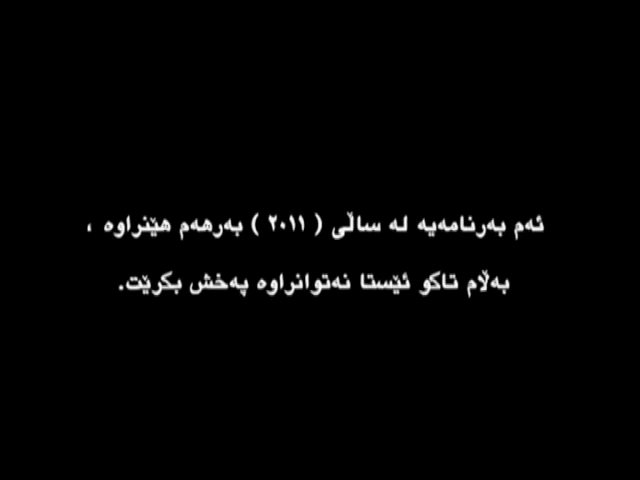 ئەم بەرنامەیە لە ساڵی ( ٢٠١١ ) بەرهەم هێنراوە ،
بەڵام تاکو ئێستا نەتوانراوە پەخش بکرێت.